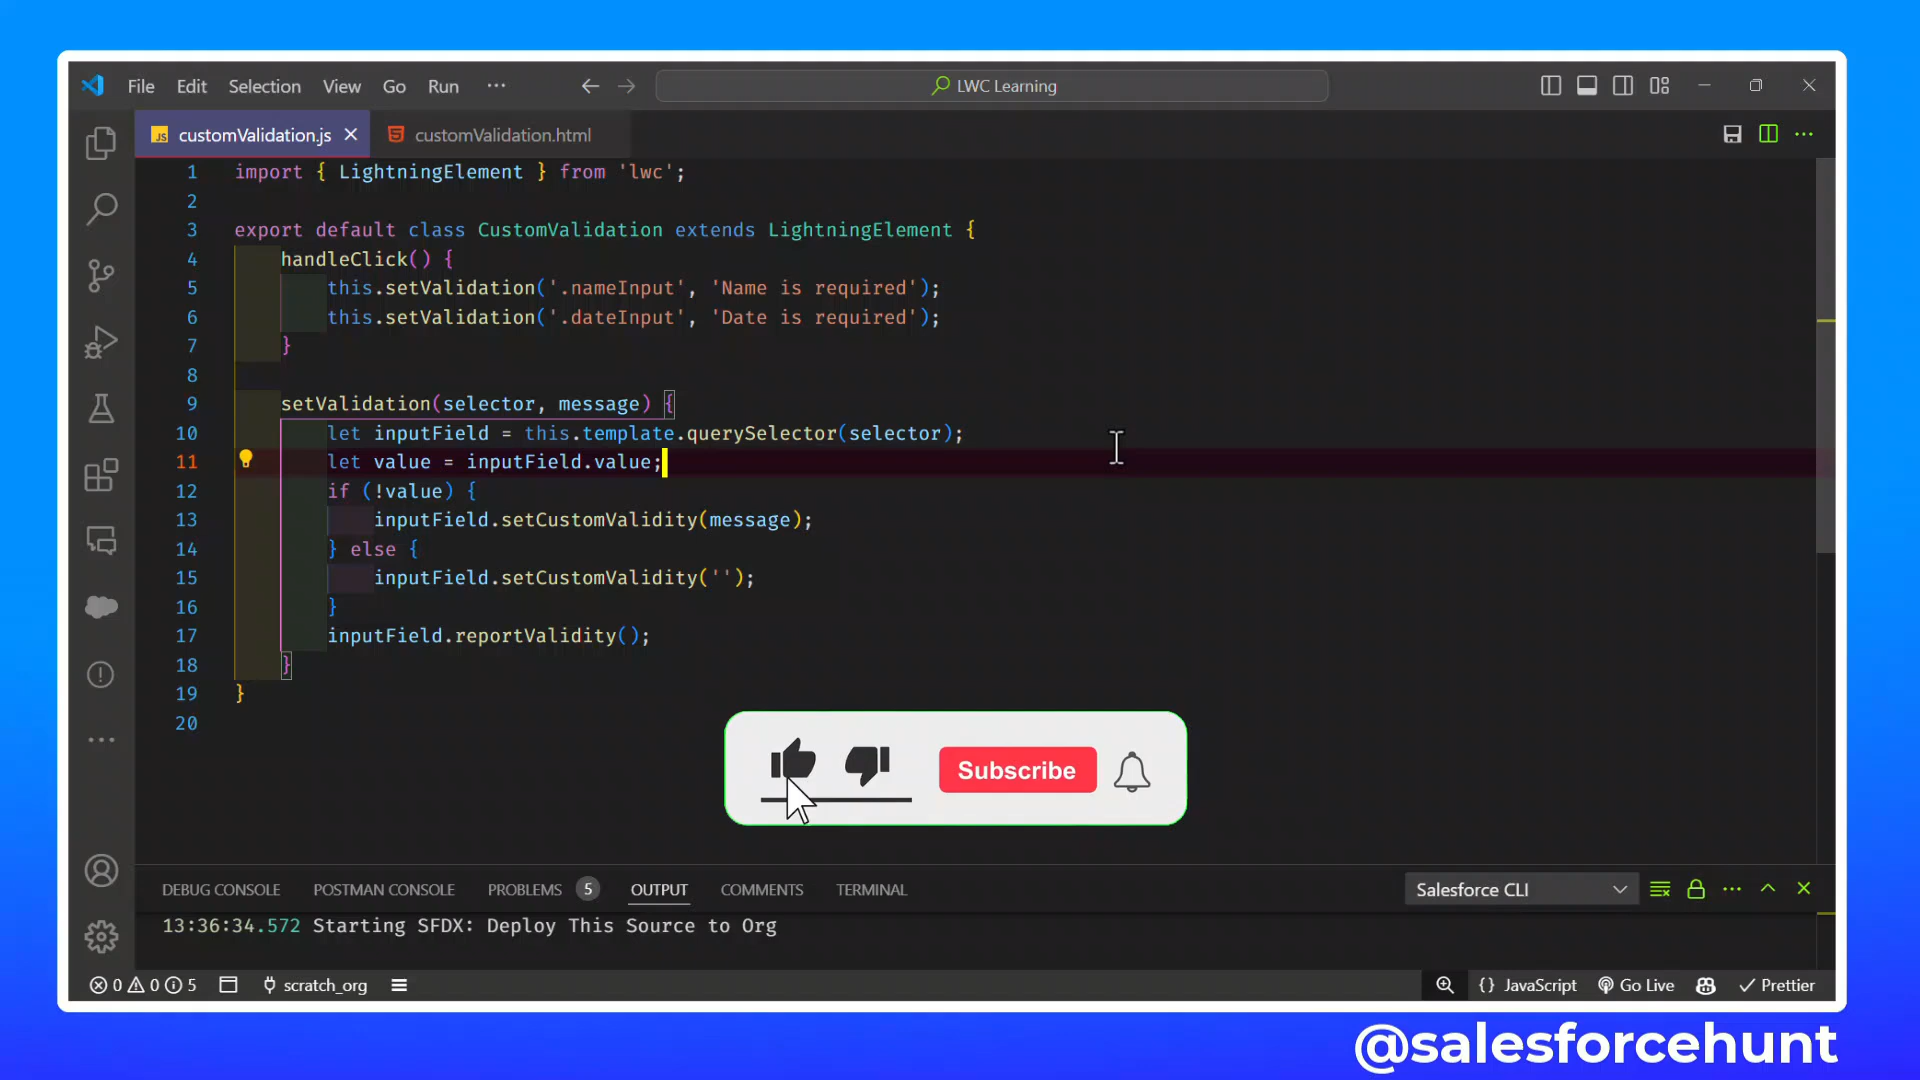 File Edit Selection View Go Run ··· LWC Learning
customValidation.js customValidation.html
1 import { LightningElement } from 'lwc';
2
3 export default class CustomValidation extends LightningElement {
4 handleClick() {
5 this.setValidation('.nameInput', 'Name is required');
6 this.setValidation('.dateInput', 'Date is required');
7 }
8
9 setValidation(selector, message) {
10 let inputField = this.template.querySelector(selector);
11 let value = inputField.value;
12 if (!value) {
13 inputField.setCustomValidity(message);
14 } else {
15 inputField.setCustomValidity('');
16 }
17 inputField.reportValidity();
18 }
19 }
20
Subscribe
DEBUG CONSOLE POSTMAN CONSOLE PROBLEMS 5 OUTPUT COMMENTS TERMINAL Salesforce CLI
13:36:34.572 Starting SFDX: Deploy This Source to Org
0 0 5 scratch_org {} JavaScript Go Live Prettier
@salesforcehunt